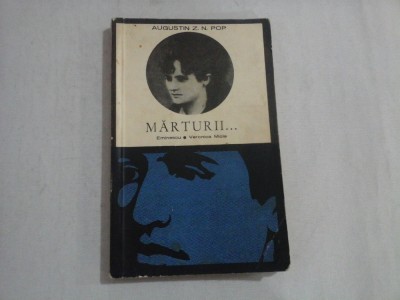 AUGUSTIN Z. N. POP
MĂRTURII...
Eminescu ● Veronica Micle